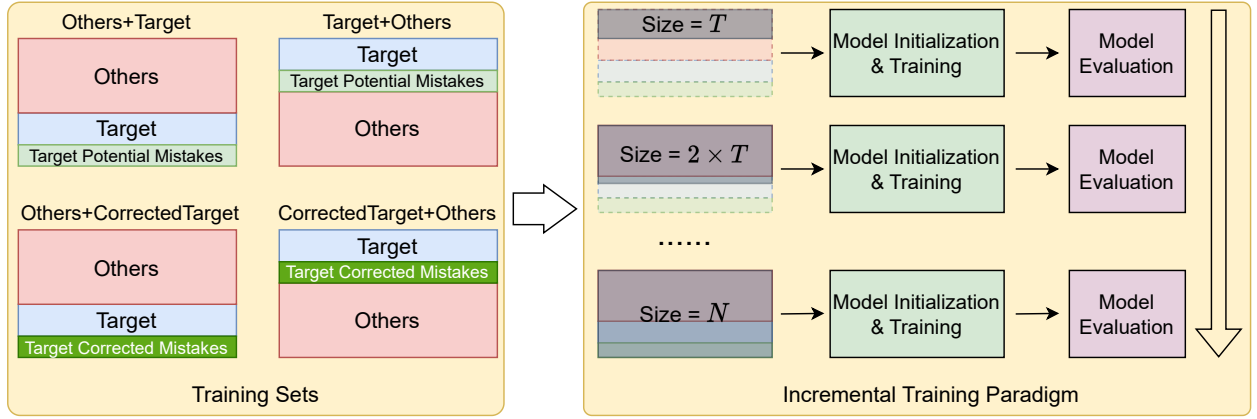 Others+Target
Others
Target
Target Potential Mistakes
Target+Others
Target
Target Potential Mistakes
Others
Others+CorrectedTarget
Others
Target
Target Corrected Mistakes
CorrectedTarget+Others
Target
Target Corrected Mistakes
Others
Training Sets
Size = T
Model Initialization
& Training
Model
Evaluation
Size = 2 × T
Model Initialization
& Training
Model
Evaluation
......
Size = N
Model Initialization
& Training
Model
Evaluation
Incremental Training Paradigm